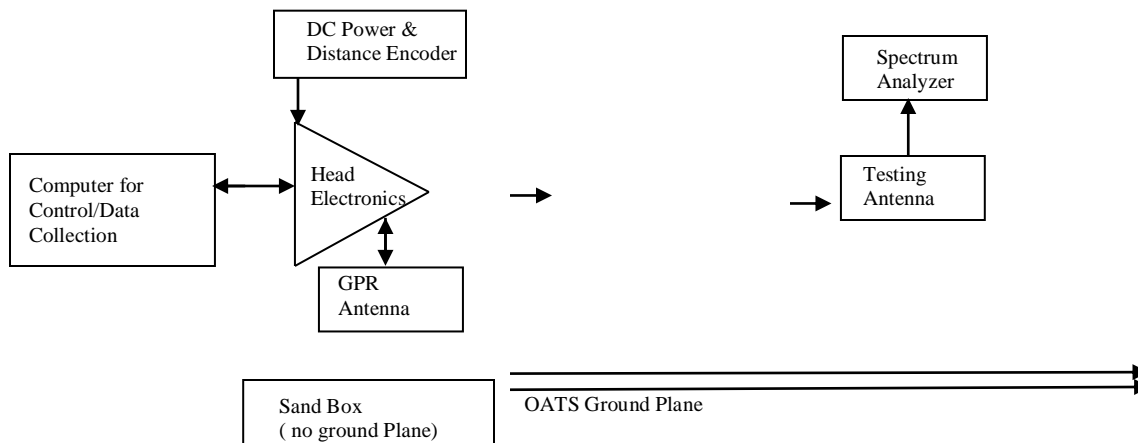 DC Power &
Distance Encoder
Spectrum
Analyzer
Computer for
Control/Data
Collection
Head
Electronics
Testing
Antenna
GPR
Antenna
Sand Box
( no ground Plane)
OATS Ground Plane